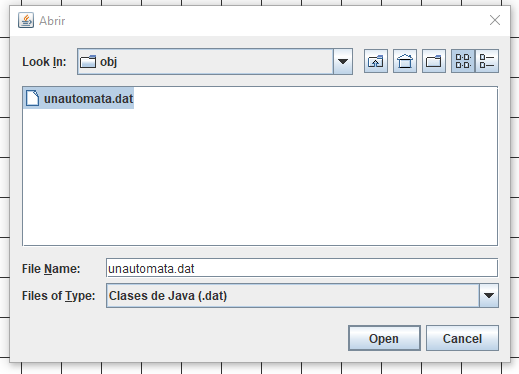 Abrir
Look In: obj
unautomata.dat
File Name: unautomata.dat
Files of Type: Clases de Java (.dat)
Open Cancel